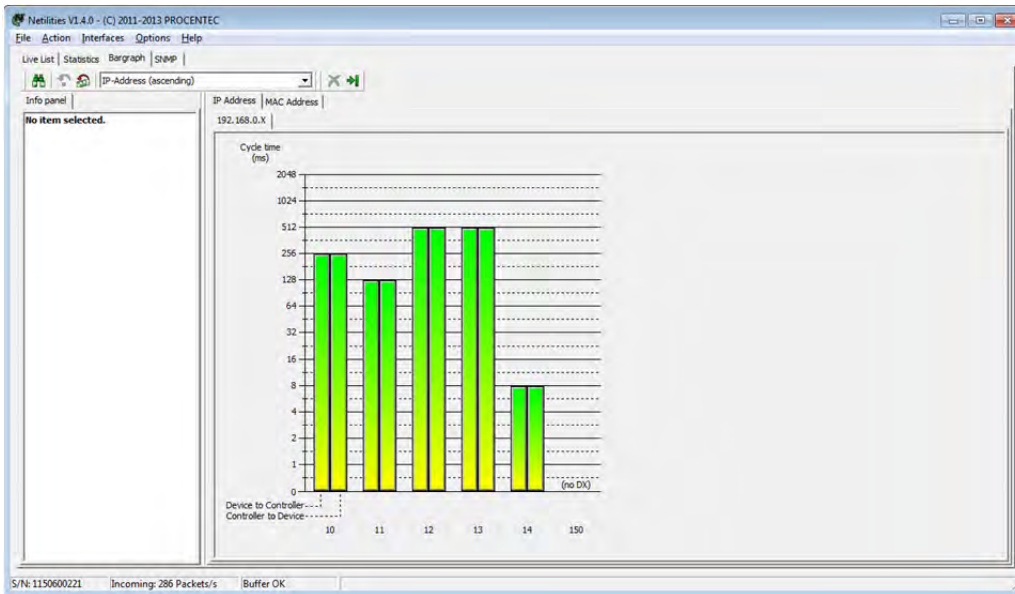 Netilities V1.4.0 - (C) 2011-2013 PROCENTEC
File Action Interfaces Options Help
Live List Statistics Bargraph SNMP
IP-Address (ascending)
Info panel
No item selected.
IP Address MAC Address
192.168.0.X
Cycle time
(ms)
2048
1024
512
256
128
64
32
16
8
4
2
1
0
(no DX)
Device to Controller
Controller to Device
10 11 12 13 14 150
S/N: 1150600221 Incoming: 286 Packets/s Buffer OK